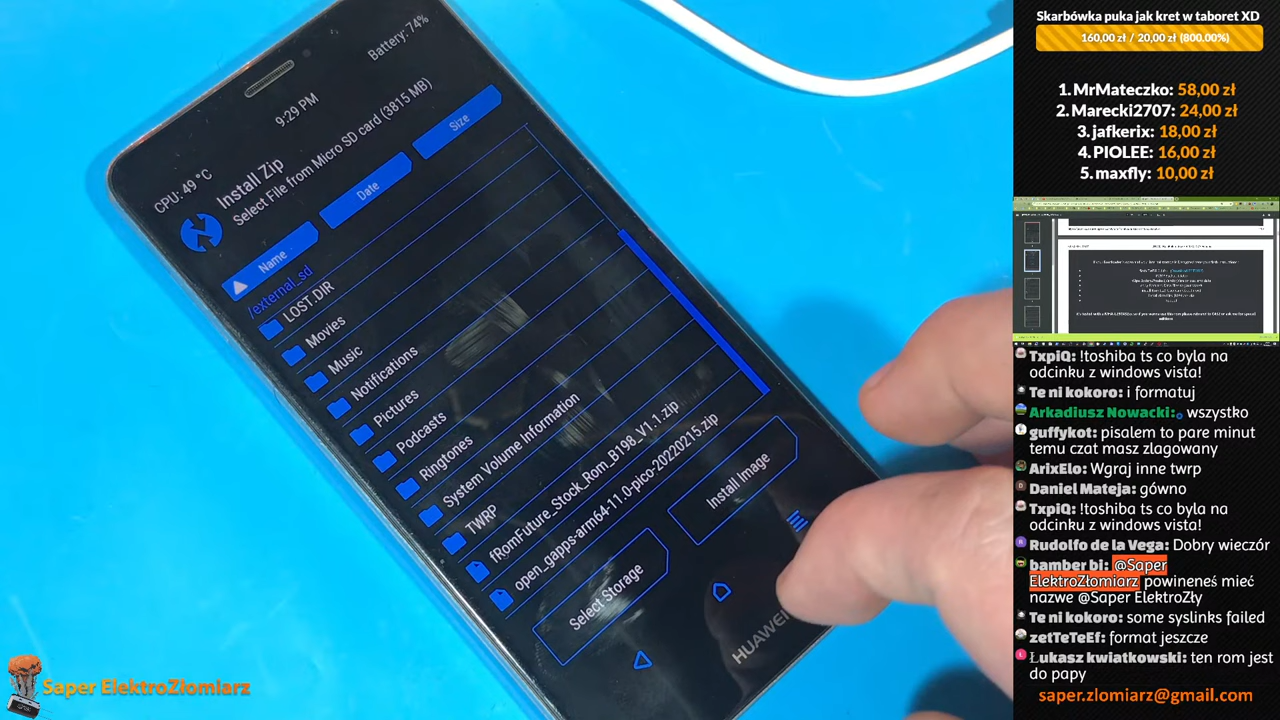 Battery: 74%
9:29 PM
CPU: 49 °C
Install Zip
Select File from Micro SD card (3815 MB)
Name
Date
Size
/external_sd
LOST.DIR
Movies
Music
Notifications
Pictures
Podcasts
Ringtones
System Volume Information
TWRP
fRomFuture_Stock_Rom_B198_V1.1.zip
open_gapps-arm64-11.0-pico-20220215.zip
Select Storage
Install Image
HUAWEI
Saper ElektroZłomiarz
Skarbówka puka jak kret w taboret XD
160,00 zł / 20,00 zł (800.00%)
1. MrMateczko: 58,00 zł
2. Marecki2707: 24,00 zł
3. jafkerix: 18,00 zł
4. PIOLEE: 16,00 zł
5. maxfly: 10,00 zł
TxpiQ: !toshiba ts co byla na
odcinku z windows vista!
Te ni kokoro: i formatuj
Arkadiusz Nowacki: wszystko
guffykot: pisalem to pare minut
temu czat masz zlagowany
ArixElo: Wgraj inne twrp
Daniel Mateja: gówno
TxpiQ: !toshiba ts co byla na
odcinku z windows vista!
Rudolfo de la Vega: Dobry wieczór
bamber bi: @Saper
ElektroZłomiarz powineneś mieć
nazwe @Saper ElektroZły
Te ni kokoro: some syslinks failed
zetTeTeEf: format jeszcze
Łukasz kwiatkowski: ten rom jest
do papy
saper.zlomiarz@gmail.com